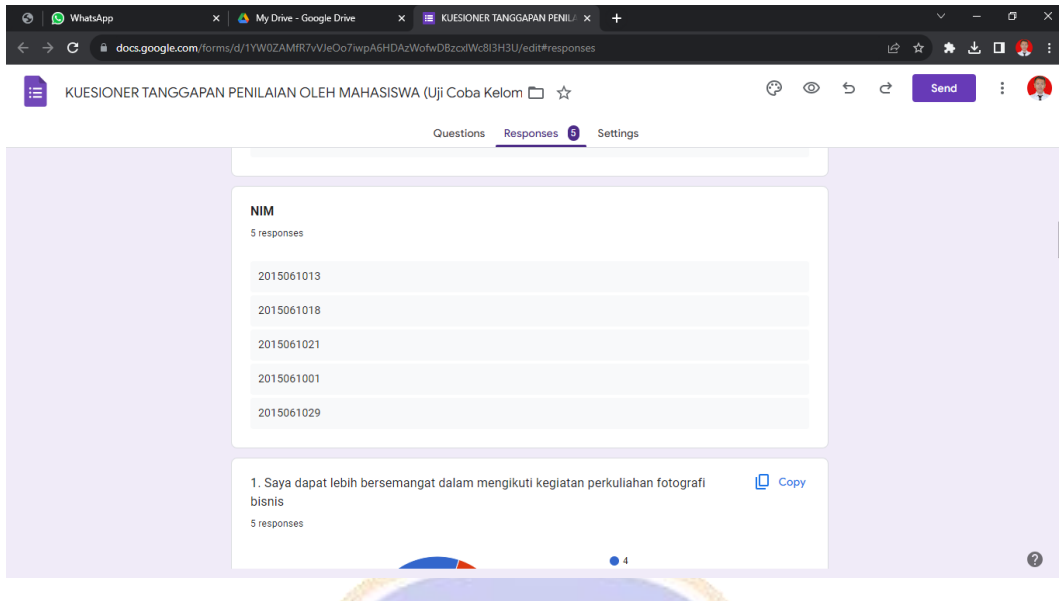 WhatsApp
My Drive - Google Drive
KUESIONER TANGGAPAN PENIL
docs.google.com/forms/d/1YW0ZAMfR7vVJeOo7iwpA6HDAzWofwDBzcxlWc8I3H3U/edit#responses
KUESIONER TANGGAPAN PENILAIAN OLEH MAHASISWA (Uji Coba Kelom
Send
Questions Responses 5 Settings
NIM
5 responses
2015061013
2015061018
2015061021
2015061001
2015061029
1. Saya dapat lebih bersemangat dalam mengikuti kegiatan perkuliahan fotografi
bisnis
Copy
5 responses
4